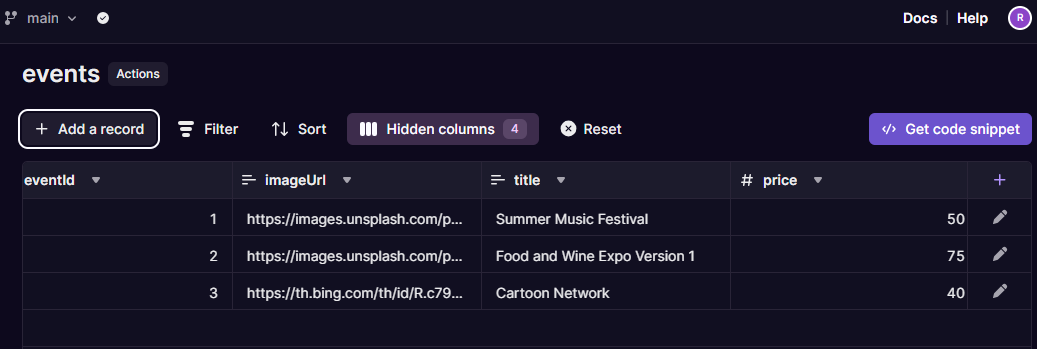 main
Docs Help R
events Actions
+ Add a record Filter Sort Hidden columns 4 Reset Get code snippet
eventId imageUrl title # price +
1 https://images.unsplash.com/p... Summer Music Festival 50
2 https://images.unsplash.com/p... Food and Wine Expo Version 1 75
3 https://th.bing.com/th/id/R.c79... Cartoon Network 40